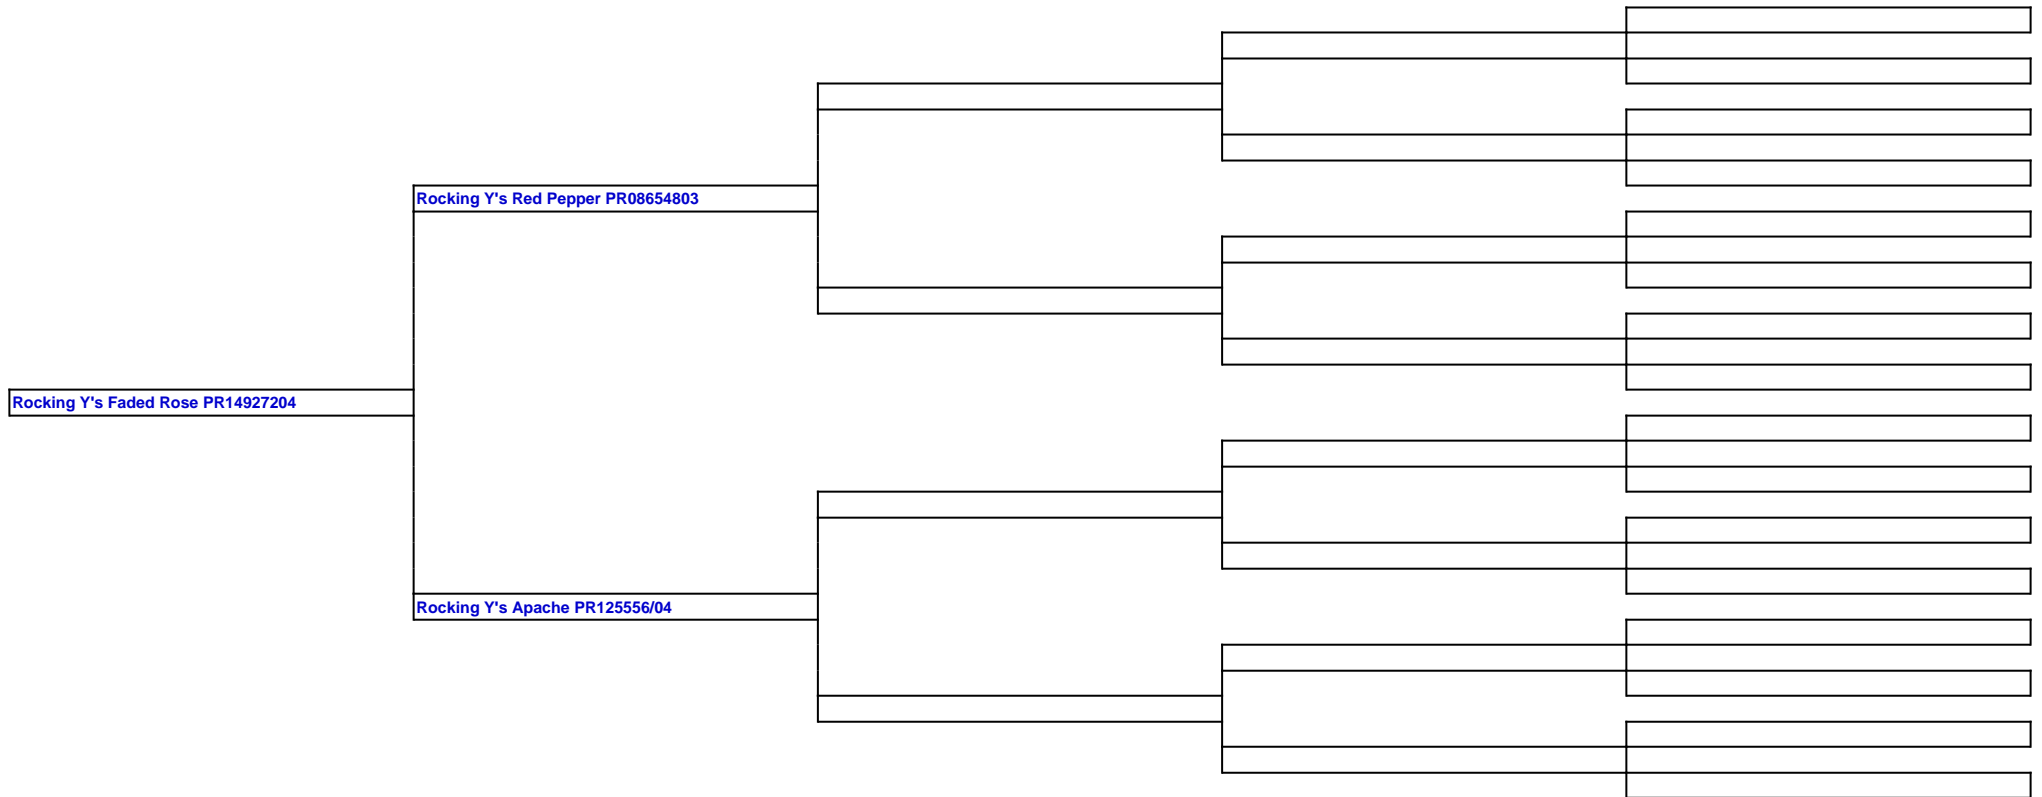 Rocking Y's Red Pepper PR08654803
Rocking Y's Faded Rose PR14927204
Rocking Y's Apache PR125556/04